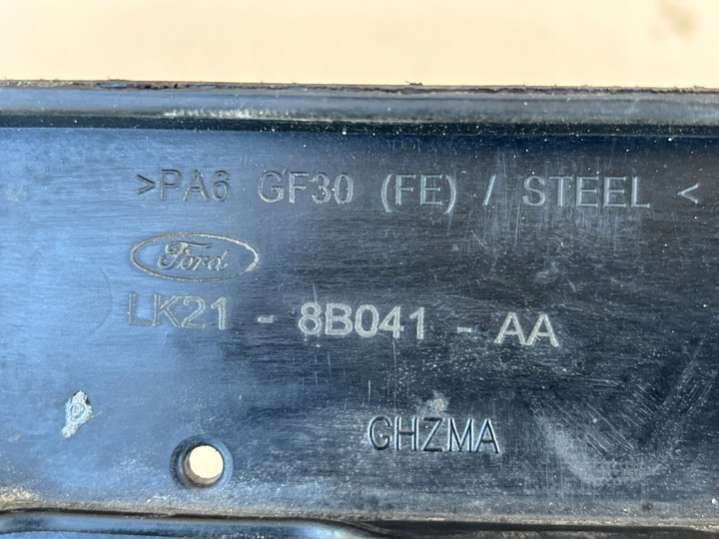 >PA6 GF30 (FE) / STEEL <
Ford
LK21 - 8B041 - AA
GHZMA